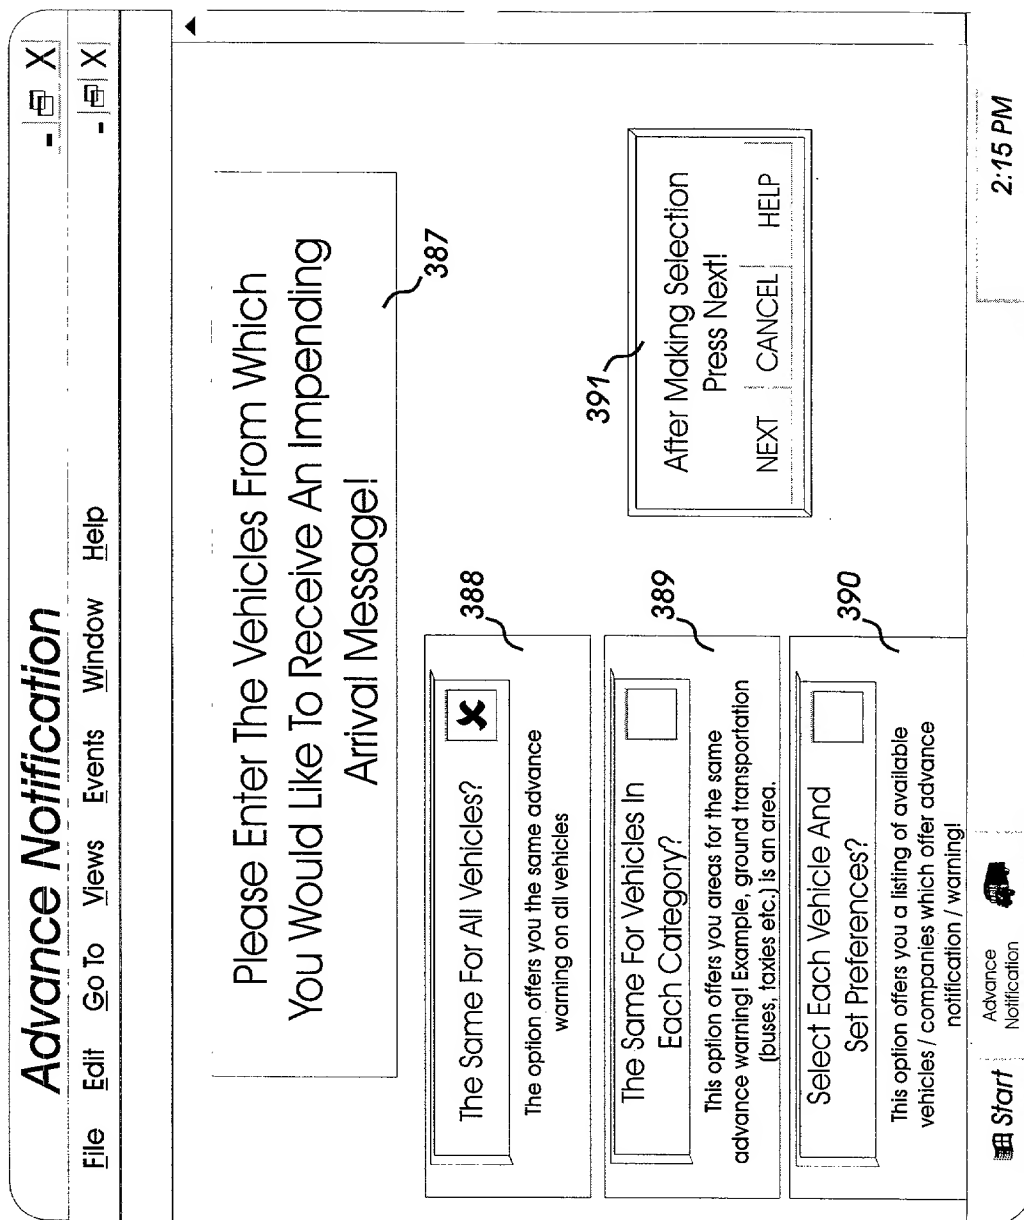 Advance Notification
- X
File Edit Go To Views Events Window Help
- X
Please Enter The Vehicles From Which
You Would Like To Receive An Impending
Arrival Message!
387
388
The Same For All Vehicles?
X
The option offers you the same advance
warning on all vehicles
389
The Same For Vehicles In
Each Category?
This option offers you areas for the same
advance warning! Example, ground transportation
(buses, taxies etc.) is an area.
390
Select Each Vehicle And
Set Preferences?
This option offers you a listing of available
vehicles / companies which offer advance
notification / warning!
391
After Making Selection
Press Next!
NEXT CANCEL HELP
Start
Advance
Notification
2:15 PM